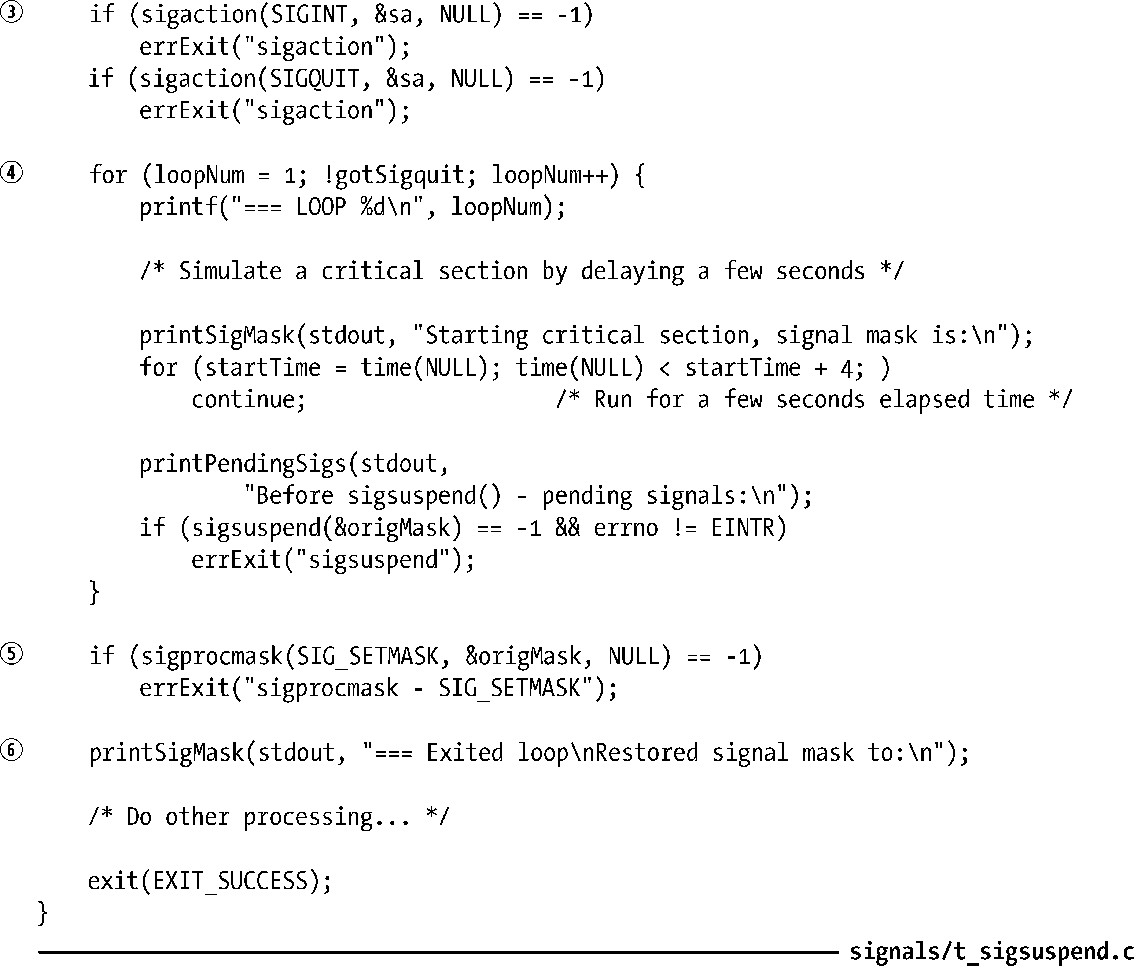 ③ if (sigaction(SIGINT, &sa, NULL) == -1)
errExit("sigaction");
if (sigaction(SIGQUIT, &sa, NULL) == -1)
errExit("sigaction");
④ for (loopNum = 1; !gotSigquit; loopNum++) {
printf("=== LOOP %d\n", loopNum);
/* Simulate a critical section by delaying a few seconds */
printSigMask(stdout, "Starting critical section, signal mask is:\n");
for (startTime = time(NULL); time(NULL) < startTime + 4; )
continue; /* Run for a few seconds elapsed time */
printPendingSigs(stdout,
"Before sigsuspend() - pending signals:\n");
if (sigsuspend(&origMask) == -1 && errno != EINTR)
errExit("sigsuspend");
}
⑤ if (sigprocmask(SIG_SETMASK, &origMask, NULL) == -1)
errExit("sigprocmask - SIG_SETMASK");
⑥ printSigMask(stdout, "=== Exited loop\nRestored signal mask to:\n");
/* Do other processing... */
exit(EXIT_SUCCESS);
}
signals/t_sigsuspend.c